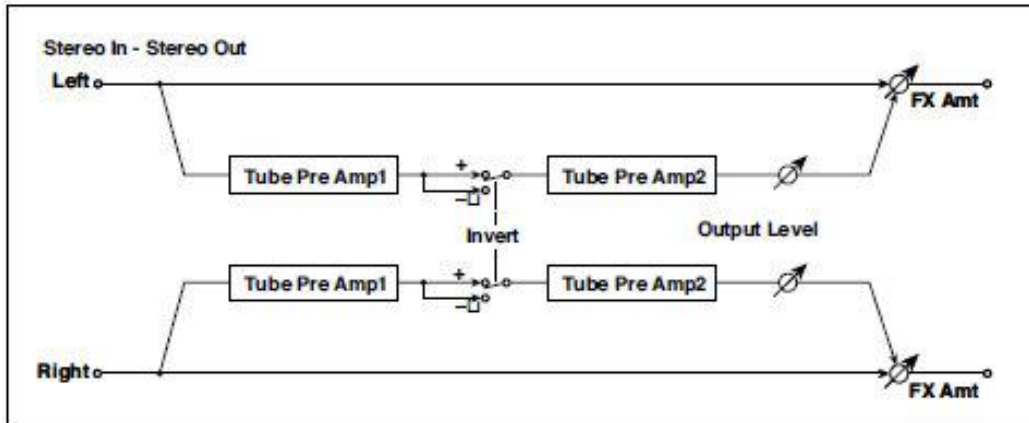 Stereo In - Stereo Out
Left
FX Amt
Tube Pre Amp1
+
–
Tube Pre Amp2
Invert
Output Level
Tube Pre Amp1
+
–
Tube Pre Amp2
Right
FX Amt